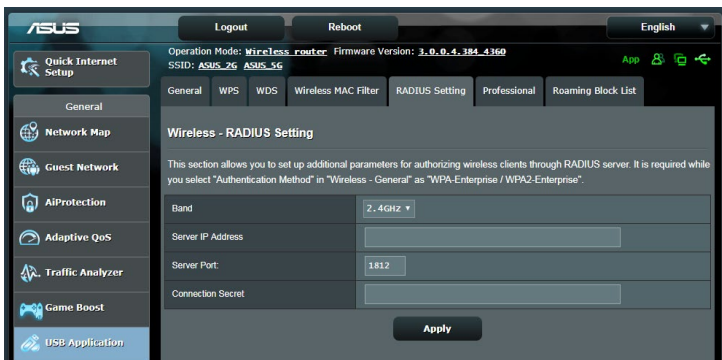 ASUS
Logout
Reboot
English
Operation Mode: Wireless router Firmware Version: 3.0.0.4.384_4360
SSID: ASUS_2G ASUS_5G
App
Quick Internet
Setup
General
Network Map
Guest Network
AiProtection
Adaptive QoS
Traffic Analyzer
Game Boost
USB Application
General WPS WDS Wireless MAC Filter RADIUS Setting Professional Roaming Block List
Wireless - RADIUS Setting
This section allows you to set up additional parameters for authorizing wireless clients through RADIUS server. It is required while
you select "Authentication Method" in "Wireless - General" as "WPA-Enterprise / WPA2-Enterprise".
Band 2.4GHz
Server IP Address
Server Port: 1812
Connection Secret
Apply